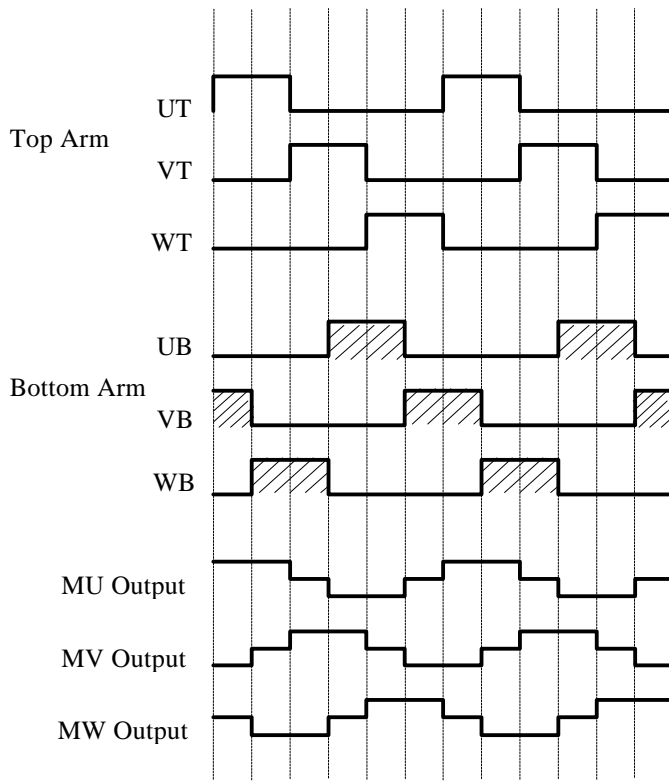 UT
Top Arm
VT
WT
UB
Bottom Arm
VB
WB
MU Output
MV Output
MW Output